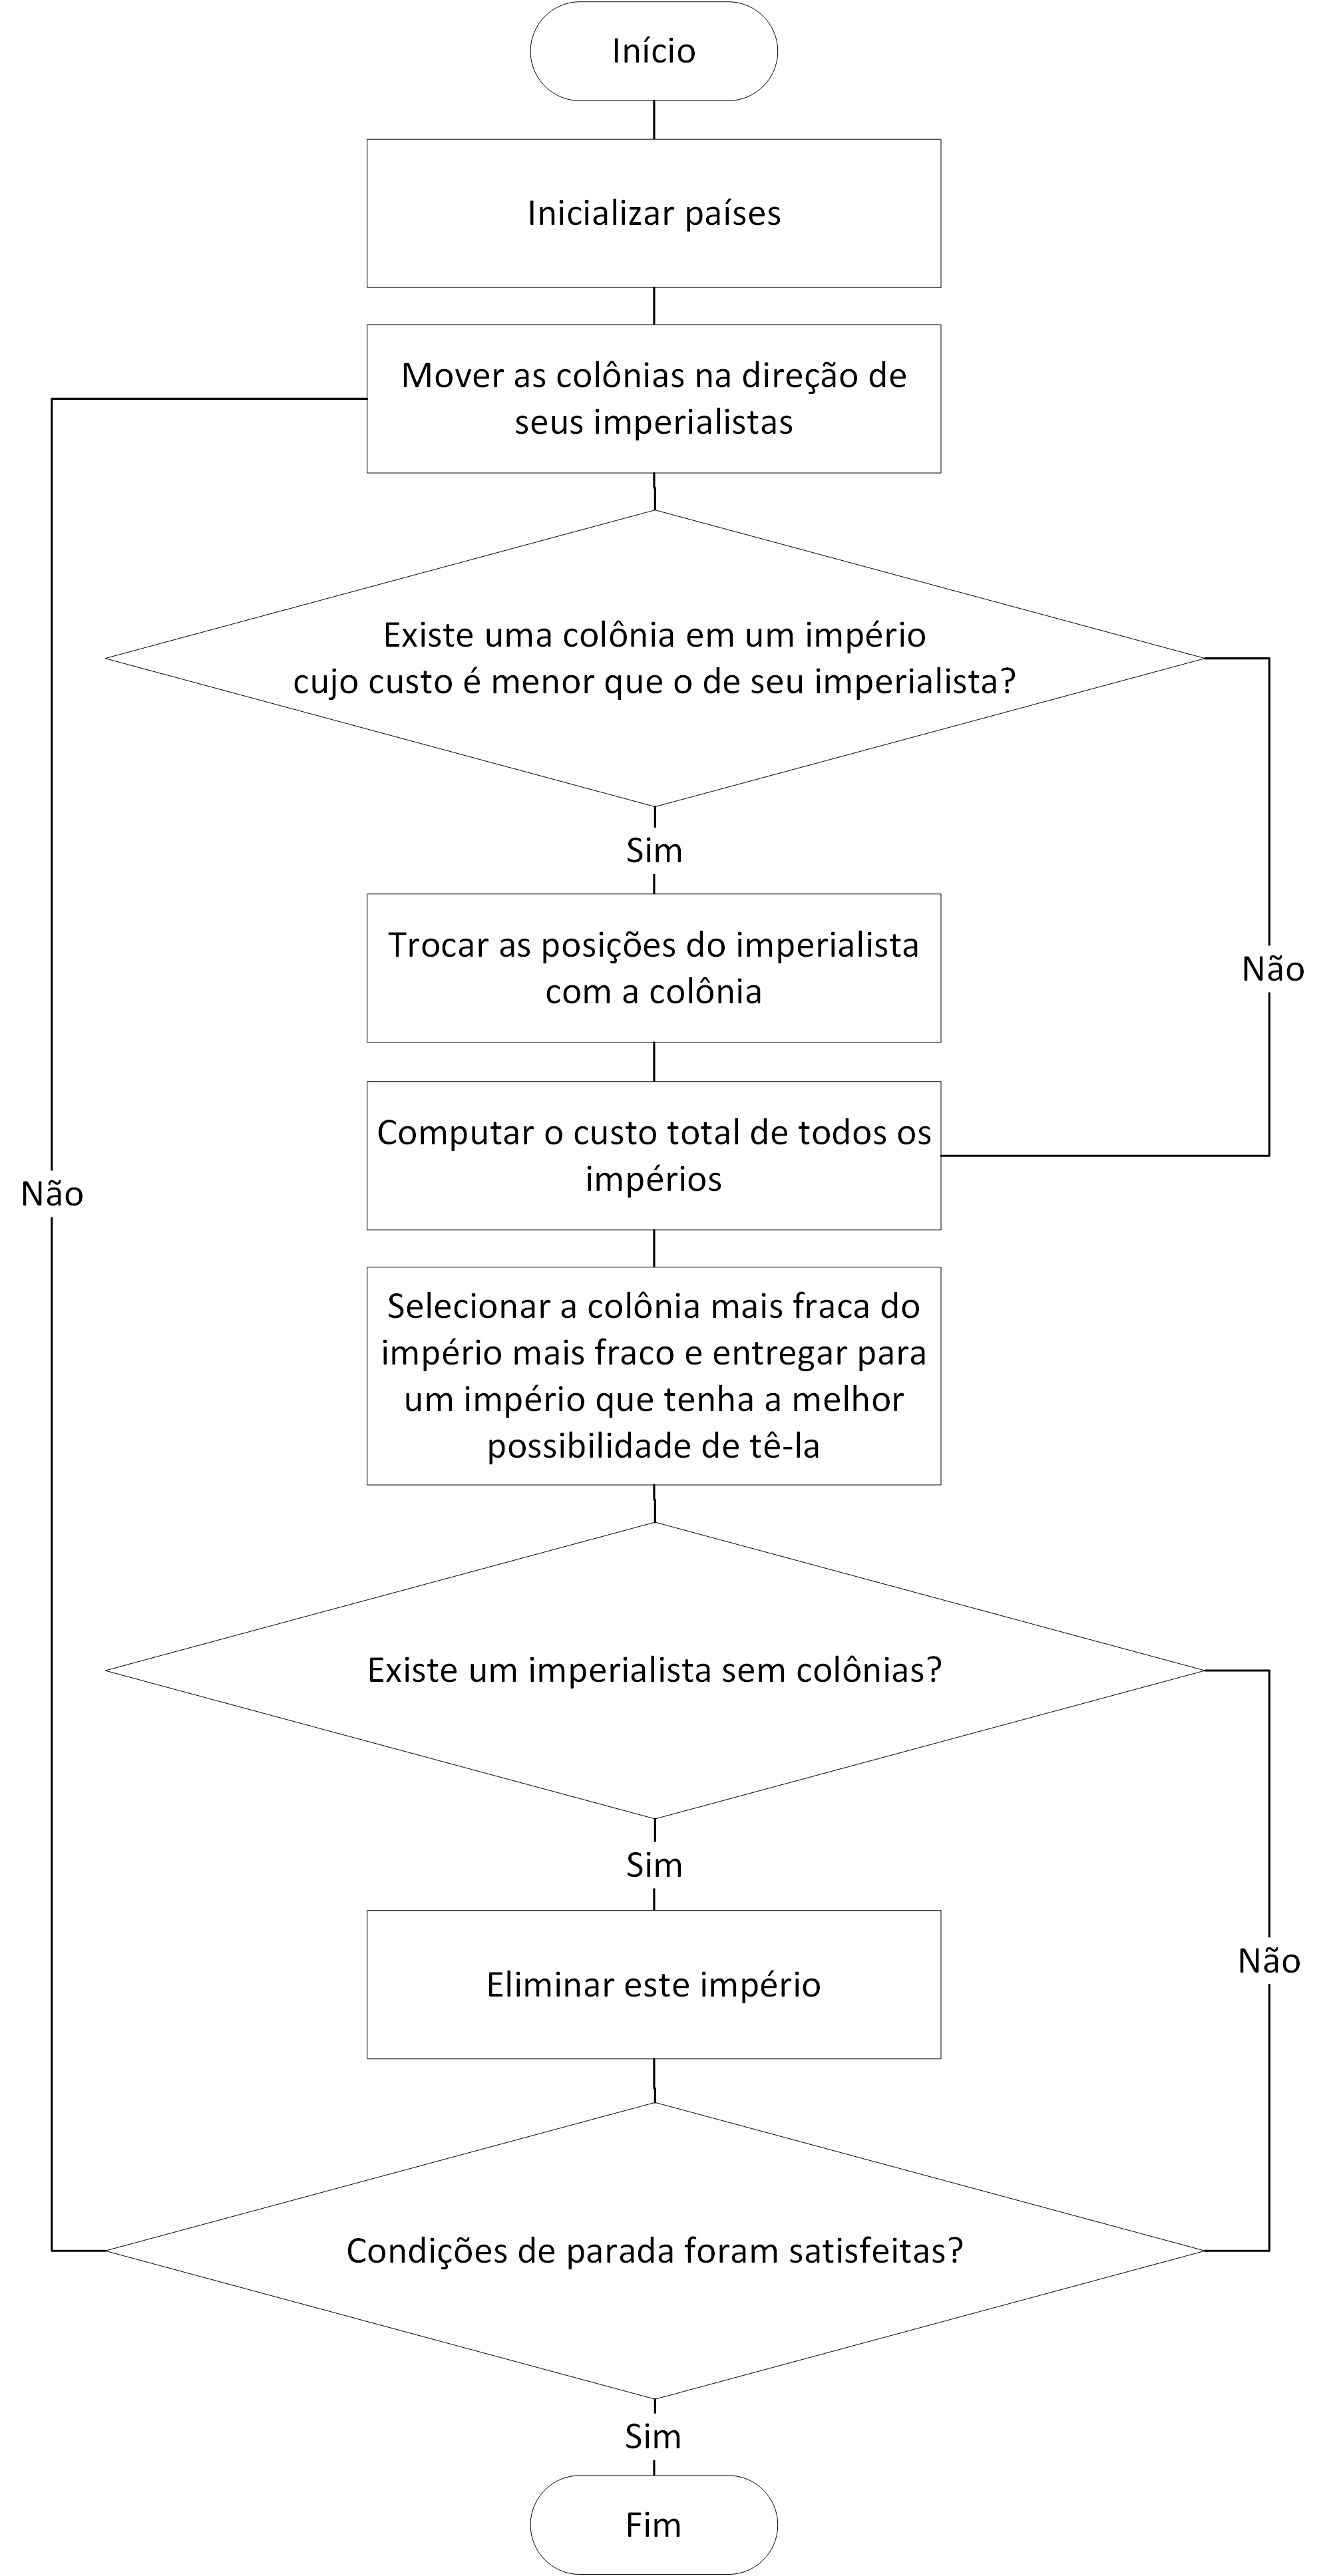 Início
Inicializar países
Mover as colônias na direção de
seus imperialistas
Existe uma colônia em um império
cujo custo é menor que o de seu imperialista?
Sim
Trocar as posições do imperialista
com a colônia
Não
Computar o custo total de todos os
impérios
Não
Selecionar a colônia mais fraca do
império mais fraco e entregar para
um império que tenha a melhor
possibilidade de tê-la
Existe um imperialista sem colônias?
Sim
Não
Eliminar este império
Condições de parada foram satisfeitas?
Sim
Fim